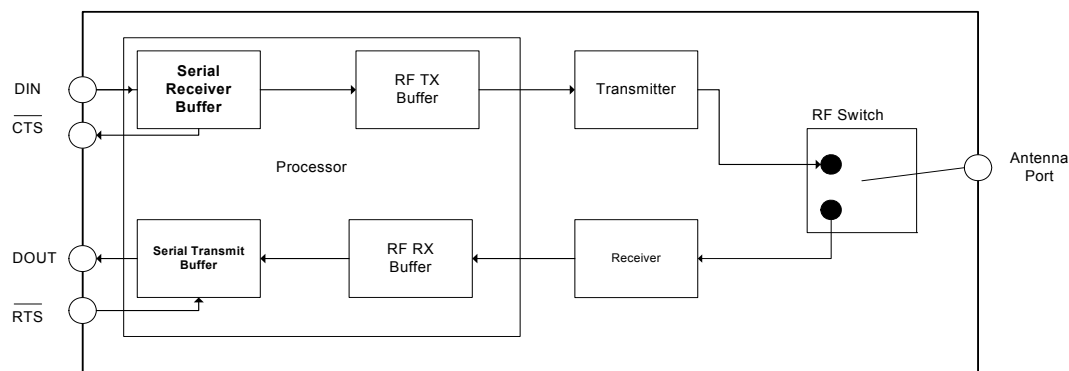 DIN
CTS
Serial
Receiver
Buffer
RF TX
Buffer
Transmitter
RF Switch
Antenna
Port
Processor
DOUT
RTS
Serial Transmit
Buffer
RF RX
Buffer
Receiver